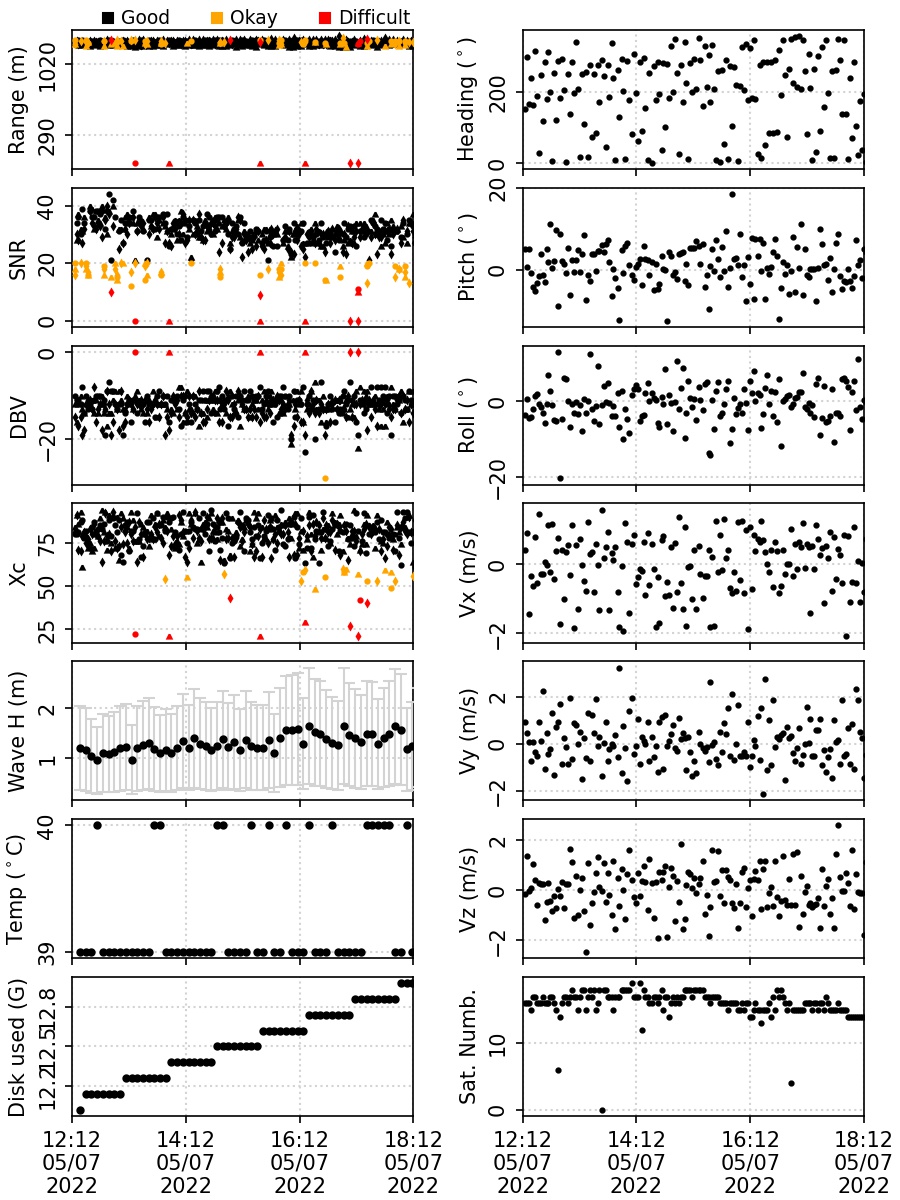 Good Okay Difficult
Range (m)
1020
290
Heading (°)
200
0
SNR
40
20
0
Pitch (°)
20
0
DBV
0
−20
Roll (°)
0
−20
Xc
75
50
25
Vx (m/s)
0
−2
Wave H (m)
2
1
Vy (m/s)
2
0
−2
Temp (°C)
40
39
Vz (m/s)
2
0
−2
Disk used (G)
12.8
12.5
12.2
Sat. Numb.
10
0
12:12 14:12 16:12 18:12
05/07 05/07 05/07 05/07
2022 2022 2022 2022
12:12 14:12 16:12 18:12
05/07 05/07 05/07 05/07
2022 2022 2022 2022